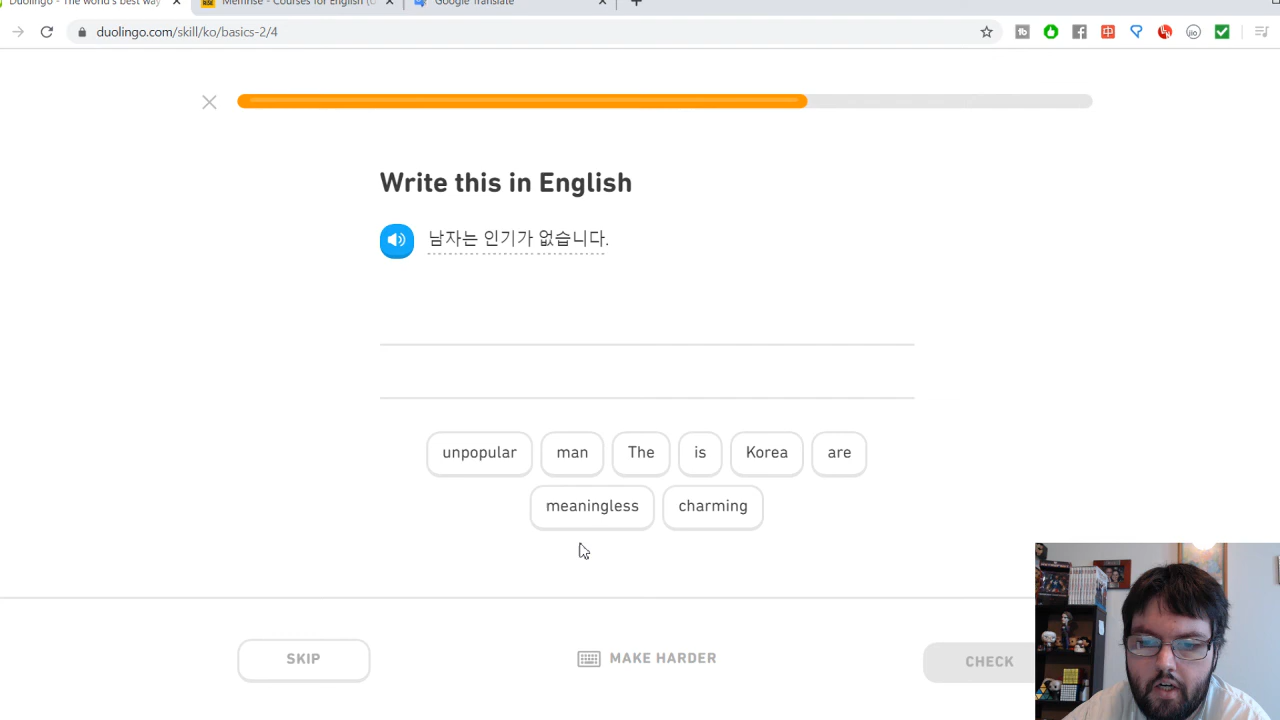 Duolingo - The world's best way
Memrise - Courses for English (
Google Translate
duolingo.com/skill/ko/basics-2/4
Write this in English
남자는 인기가 없습니다.
unpopular man The is Korea are
meaningless charming
SKIP
MAKE HARDER
CHECK